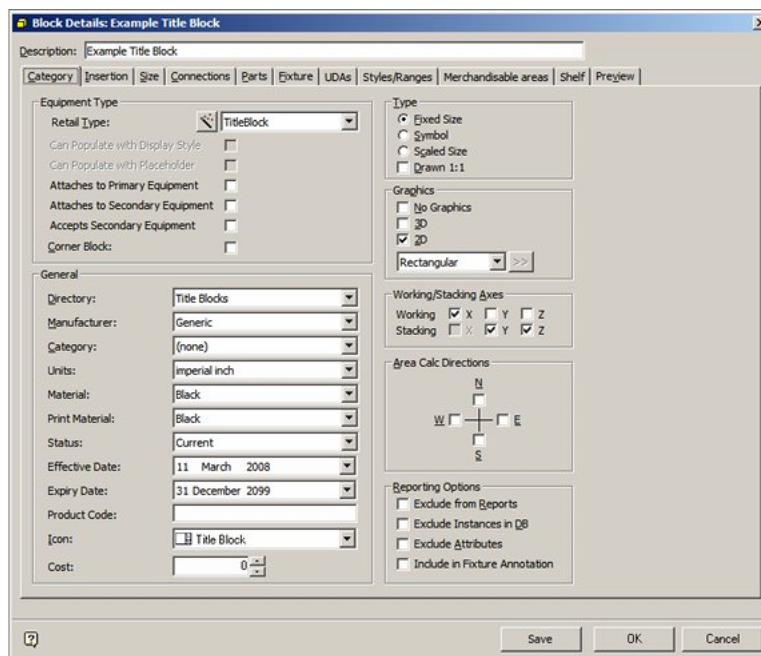 Block Details: Example Title Block
Description: Example Title Block
Category Insertion Size Connections Parts Fixture UDAs Styles/Ranges Merchandisable areas Shelf Preview
Equipment Type
Retail Type: TitleBlock
Can Populate with Display Style
Can Populate with Placeholder
Attaches to Primary Equipment
Attaches to Secondary Equipment
Accepts Secondary Equipment
Corner Block:
General
Directory: Title Blocks
Manufacturer: Generic
Category: (none)
Units: imperial inch
Material: Black
Print Material: Black
Status: Current
Effective Date: 11 March 2008
Expiry Date: 31 December 2099
Product Code:
Icon: Title Block
Cost: 0
Type
Fixed Size
Symbol
Scaled Size
Drawn 1:1
Graphics
No Graphics
3D
2D
Rectangular >>
Working/Stacking Axes
Working X Y Z
Stacking X Y Z
Area Calc Directions
N
W E
S
Reporting Options
Exclude from Reports
Exclude Instances in DB
Exclude Attributes
Include in Fixture Annotation
Save OK Cancel